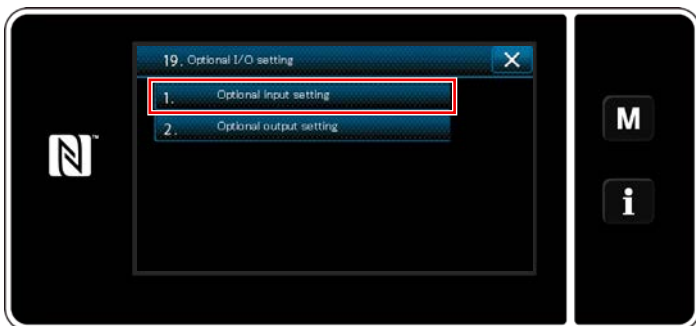 19. Optional I/O setting
1. Optional input setting
2. Optional output setting
M
i